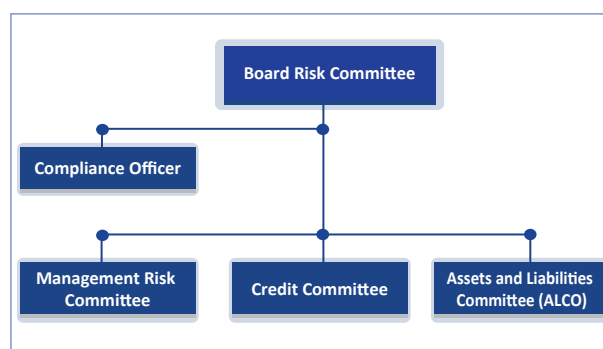 Board Risk Committee
Compliance Officer
Management Risk
Committee
Credit Committee
Assets and Liabilities
Committee (ALCO)